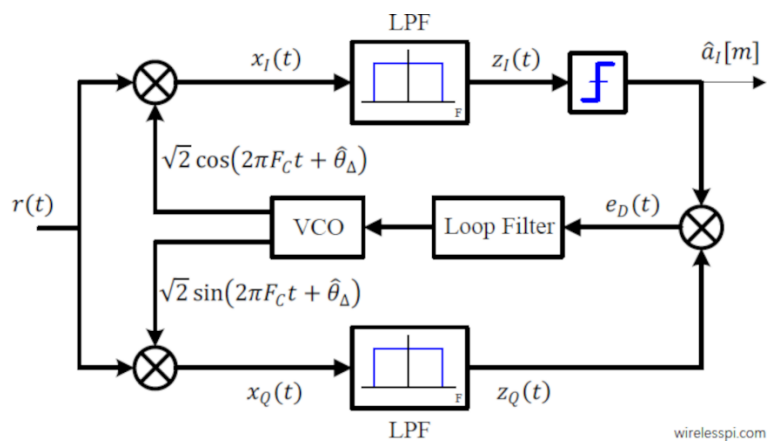 LPF
x_I(t)
z_I(t)
â_I[m]
F
√2 cos(2πF_C t + θ̂_Δ)
r(t)
VCO
Loop Filter
e_D(t)
√2 sin(2πF_C t + θ̂_Δ)
F
x_Q(t)
z_Q(t)
LPF
wirelesspi.com